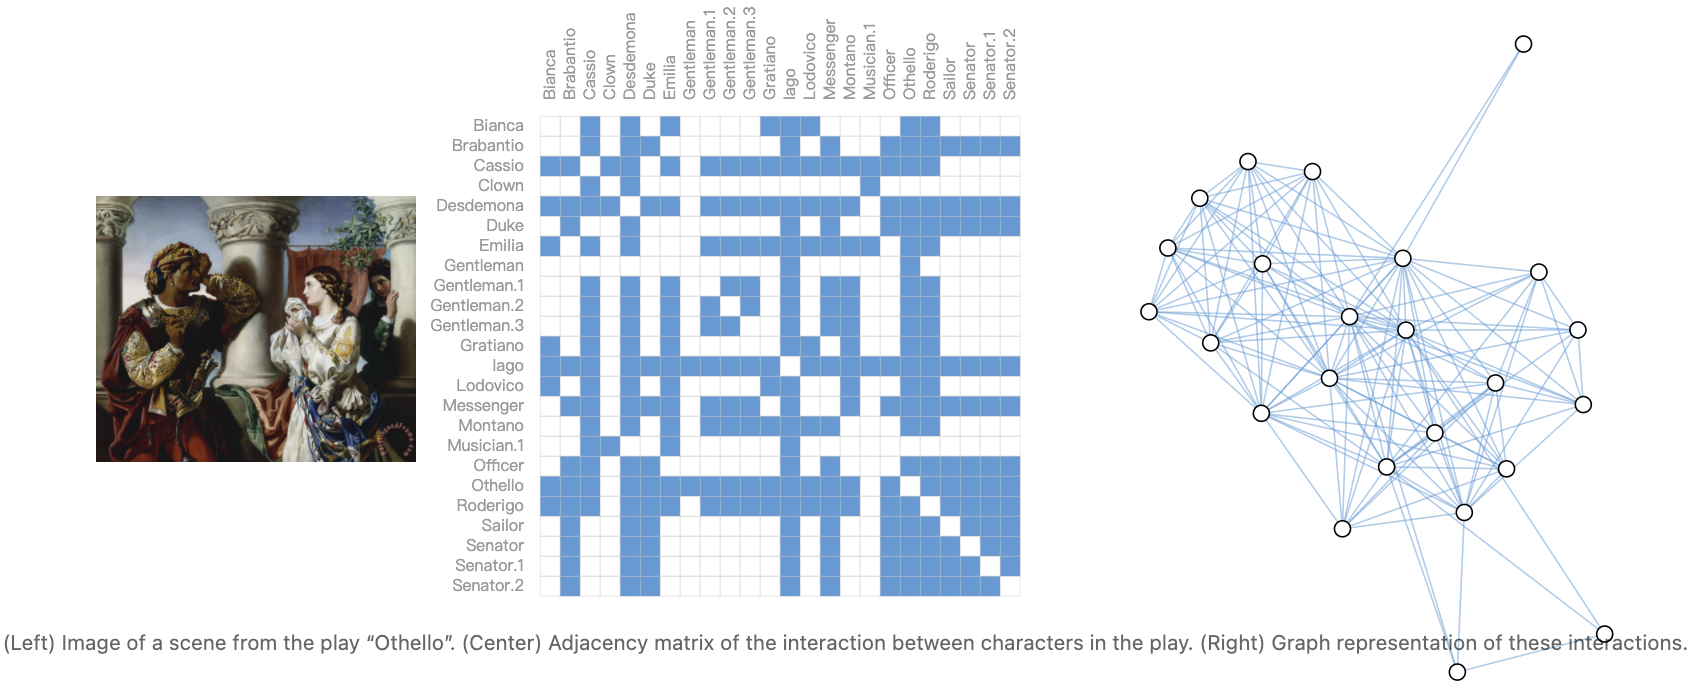 Bianca
Brabantio
Cassio
Clown
Desdemona
Duke
Emilia
Gentleman
Gentleman.1
Gentleman.2
Gentleman.3
Gratiano
Iago
Lodovico
Messenger
Montano
Musician.1
Officer
Othello
Roderigo
Sailor
Senator
Senator.1
Senator.2
Bianca
Brabantio
Cassio
Clown
Desdemona
Duke
Emilia
Gentleman
Gentleman.1
Gentleman.2
Gentleman.3
Gratiano
Iago
Lodovico
Messenger
Montano
Musician.1
Officer
Othello
Roderigo
Sailor
Senator
Senator.1
Senator.2
(Left) Image of a scene from the play “Othello”. (Center) Adjacency matrix of the interaction between characters in the play. (Right) Graph representation of these interactions.